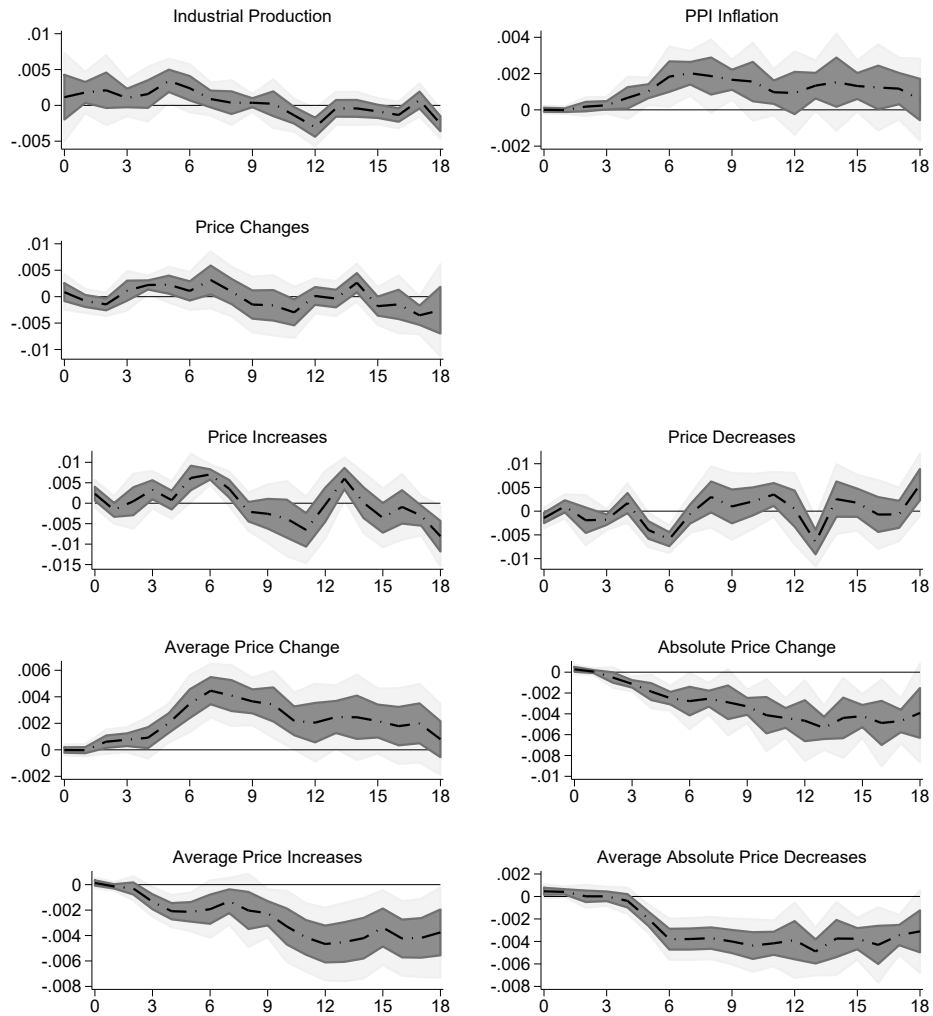 Industrial Production
.01
.005
0
-.005
0 3 6 9 12 15 18
PPI Inflation
.004
.002
0
-.002
0 3 6 9 12 15 18
Price Changes
.01
.005
0
-.005
-.01
0 3 6 9 12 15 18
Price Increases
.01
.005
0
-.005
-.01
-.015
0 3 6 9 12 15 18
Price Decreases
.01
.005
0
-.005
-.01
0 3 6 9 12 15 18
Average Price Change
.006
.004
.002
0
-.002
0 3 6 9 12 15 18
Absolute Price Change
0
-.002
-.004
-.006
-.008
-.01
0 3 6 9 12 15 18
Average Price Increases
0
-.002
-.004
-.006
-.008
0 3 6 9 12 15 18
Average Absolute Price Decreases
.002
0
-.002
-.004
-.006
-.008
0 3 6 9 12 15 18